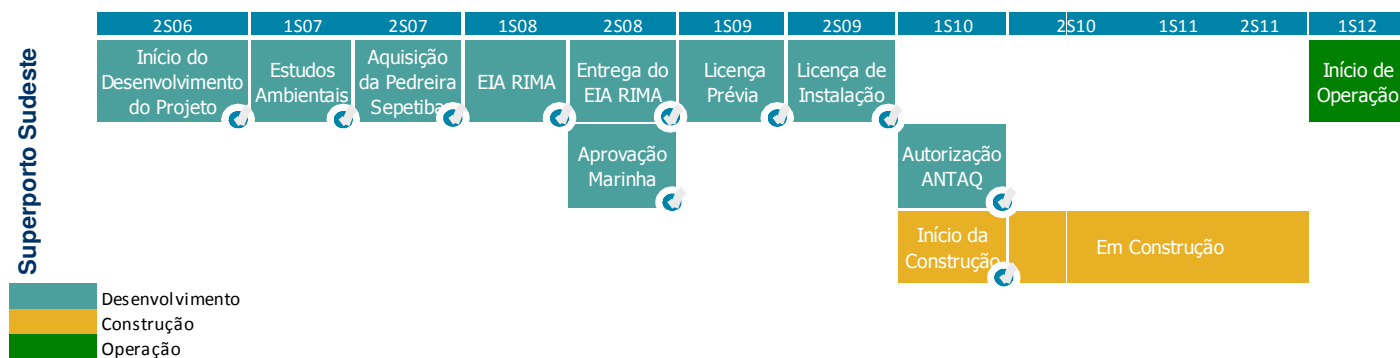 2S06 1S07 2S07 1S08 2S08 1S09 2S09 1S10 2S10 1S11 2S11 1S12
Superporto Sudeste
Início do
Desenvolvimento
do Projeto
Estudos
Ambientais
Aquisição
da Pedreira
Sepetiba
EIA RIMA
Entrega do
EIA RIMA
Licença
Prévia
Licença de
Instalação
Início de
Operação
Aprovação
Marinha
Autorização
ANTAQ
Início da
Construção
Em Construção
Desenvolvimento
Construção
Operação